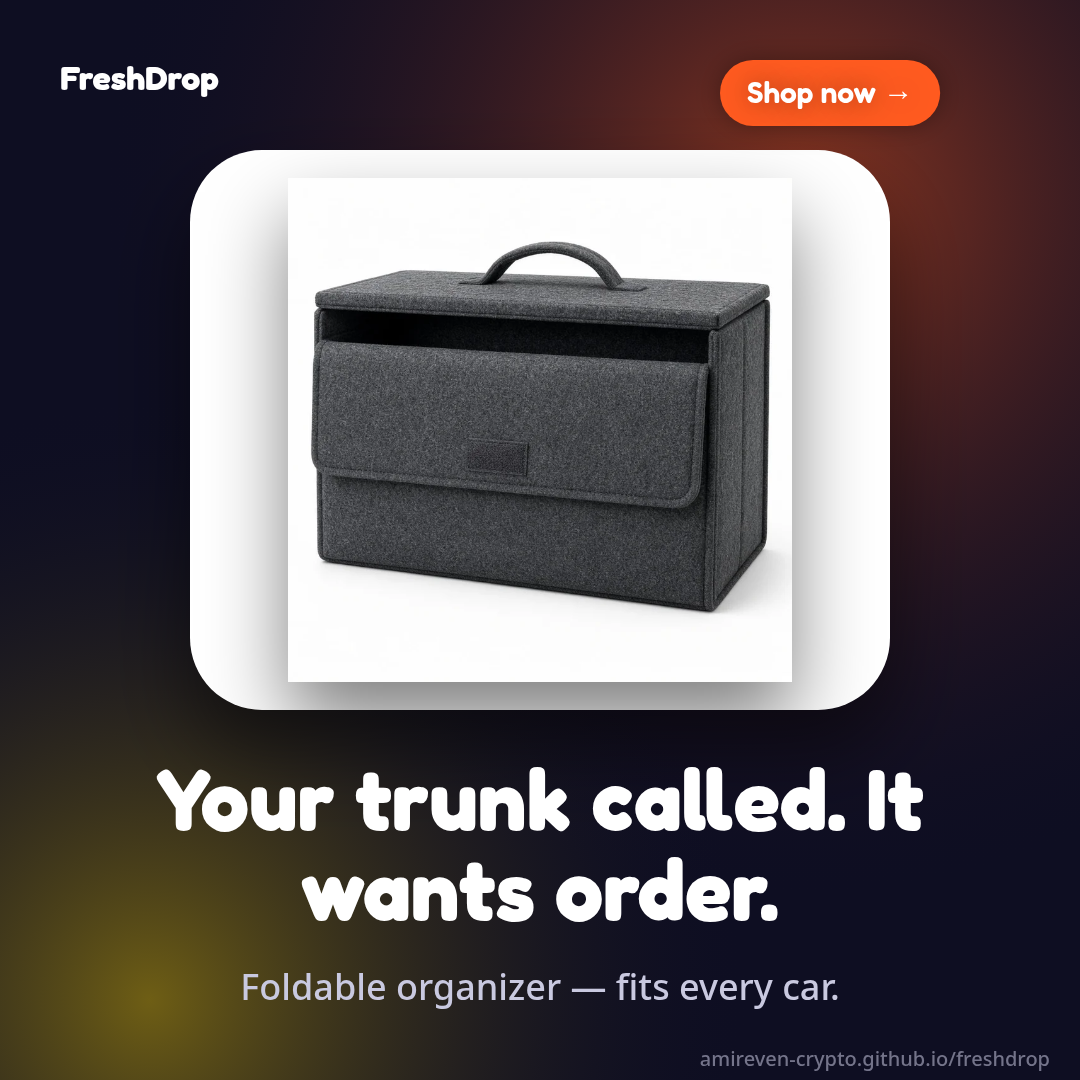 FreshDrop
Shop now →
Your trunk called. It
wants order.
Foldable organizer — fits every car.
amireven-crypto.github.io/freshdrop